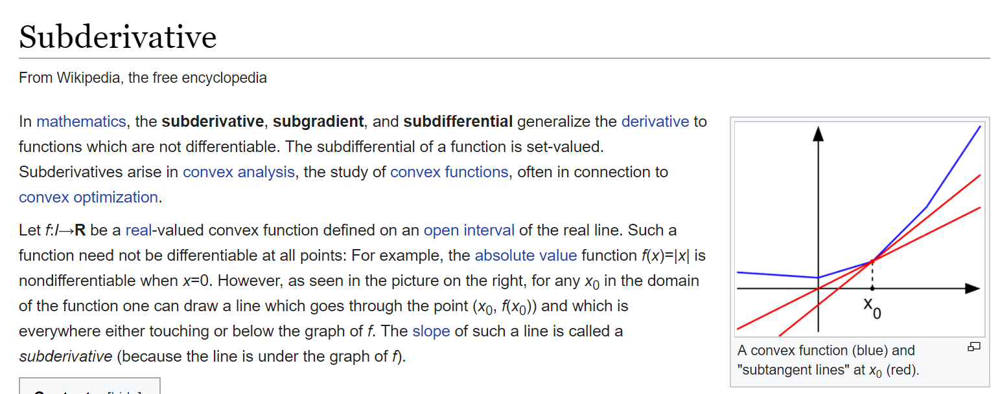 Subderivative
From Wikipedia, the free encyclopedia
In mathematics, the subderivative, subgradient, and subdifferential generalize the derivative to
functions which are not differentiable. The subdifferential of a function is set-valued.
Subderivatives arise in convex analysis, the study of convex functions, often in connection to
convex optimization.
Let f:I→R be a real-valued convex function defined on an open interval of the real line. Such a
function need not be differentiable at all points: For example, the absolute value function f(x)=|x| is
nondifferentiable when x=0. However, as seen in the picture on the right, for any x₀ in the domain
of the function one can draw a line which goes through the point (x₀, f(x₀)) and which is
everywhere either touching or below the graph of f. The slope of such a line is called a
subderivative (because the line is under the graph of f).
x₀
A convex function (blue) and
"subtangent lines" at x₀ (red).